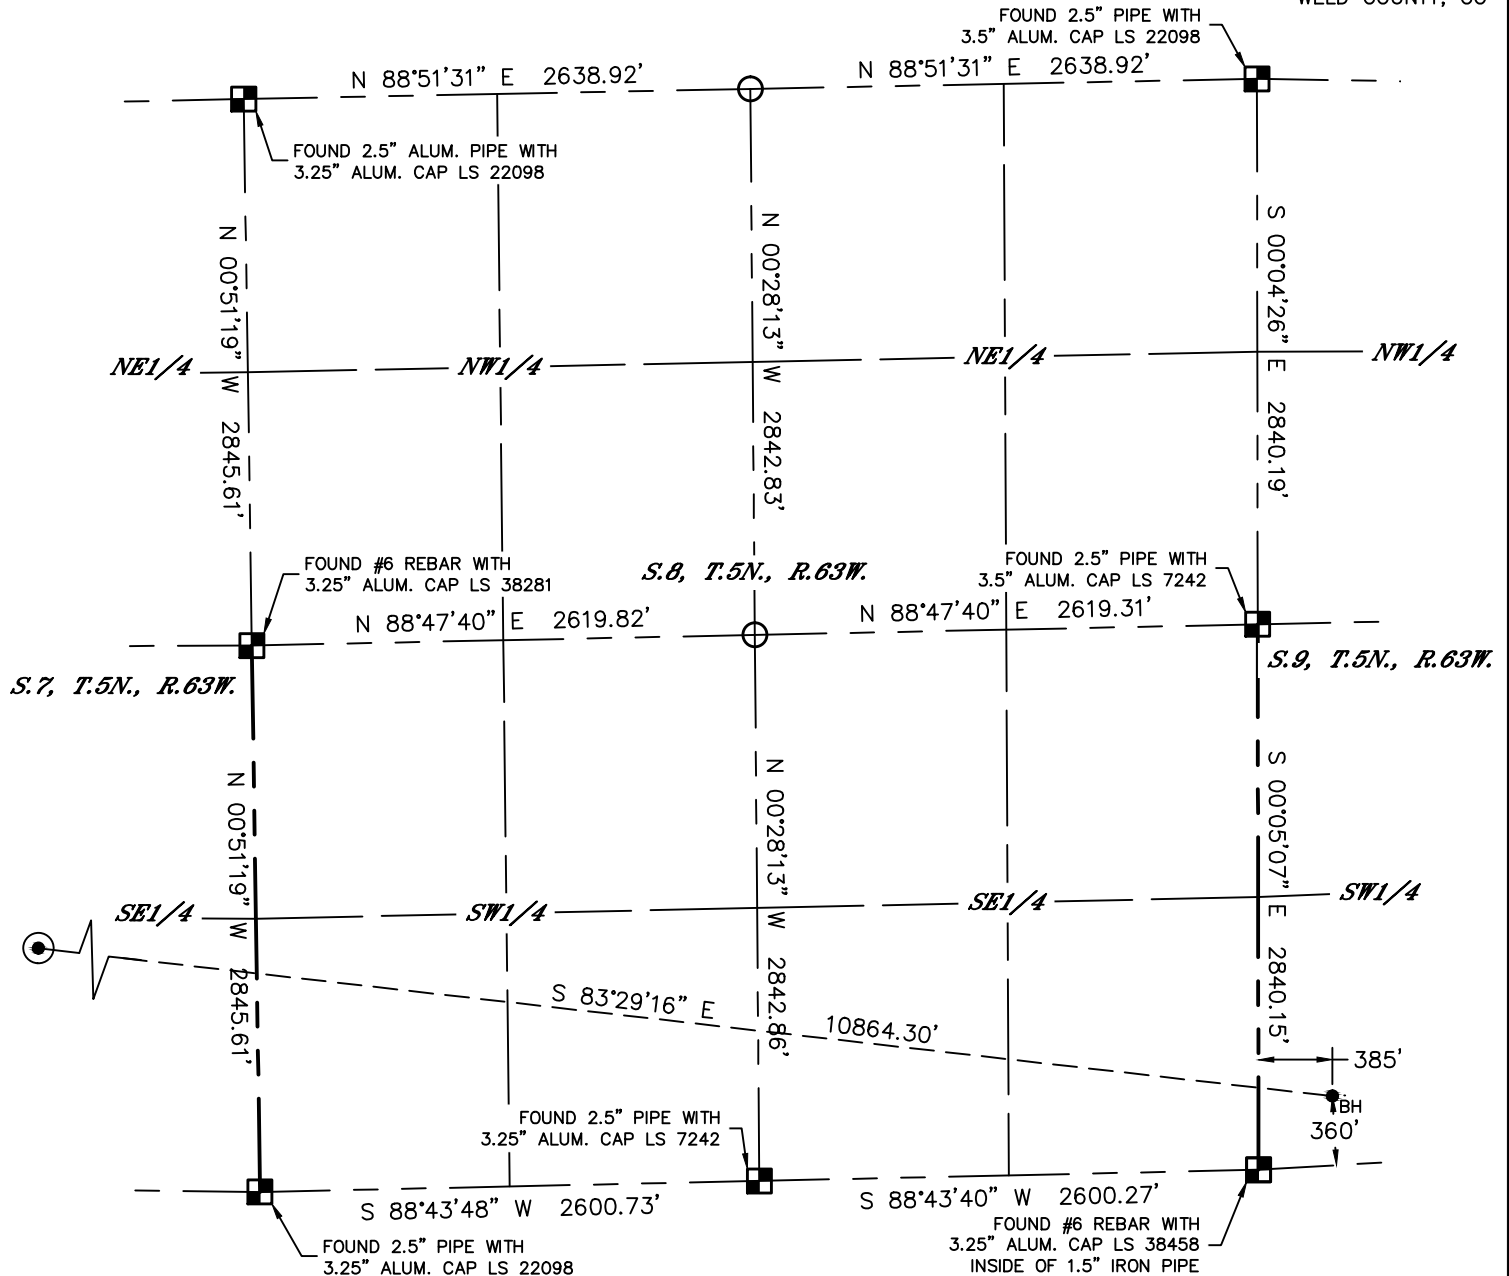 WELD COUNTY, CO
FOUND 2.5" PIPE WITH
3.5" ALUM. CAP LS 22098
N 88°51'31" E 2638.92'
N 88°51'31" E 2638.92'
FOUND 2.5" ALUM. PIPE WITH
3.25" ALUM. CAP LS 22098
N 00°51'19" W 2845.61'
N 00°28'13" W 2842.83'
S 00°04'26" E 2840.19'
NE1/4
NW1/4
NE1/4
NW1/4
FOUND #6 REBAR WITH
3.25" ALUM. CAP LS 38281
S.8, T.5N., R.63W.
FOUND 2.5" PIPE WITH
3.5" ALUM. CAP LS 7242
N 88°47'40" E 2619.82'
N 88°47'40" E 2619.31'
S.7, T.5N., R.63W.
S.9, T.5N., R.63W.
N 00°51'19" W 2845.61'
N 00°28'13" W 2842.86'
S 00°05'07" E 2840.15'
SE1/4
SW1/4
SE1/4
SW1/4
S 83°29'16" E 10864.30'
385'
BH
360'
FOUND 2.5" PIPE WITH
3.25" ALUM. CAP LS 7242
S 88°43'48" W 2600.73'
S 88°43'40" W 2600.27'
FOUND 2.5" PIPE WITH
3.25" ALUM. CAP LS 22098
FOUND #6 REBAR WITH
3.25" ALUM. CAP LS 38458
INSIDE OF 1.5" IRON PIPE